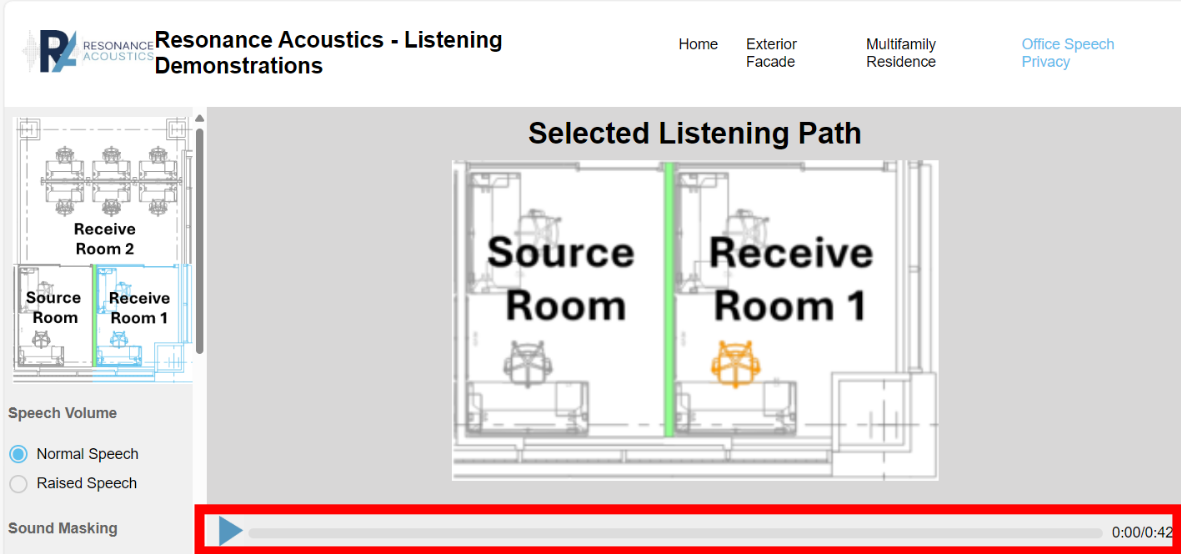 RESONANCE
ACOUSTICS
Resonance Acoustics - Listening
Demonstrations
Home
Exterior
Facade
Multifamily
Residence
Office Speech
Privacy
Receive
Room 2
Source
Room
Receive
Room 1
Speech Volume
Normal Speech
Raised Speech
Sound Masking
Selected Listening Path
Source
Room
Receive
Room 1
0:00/0:42